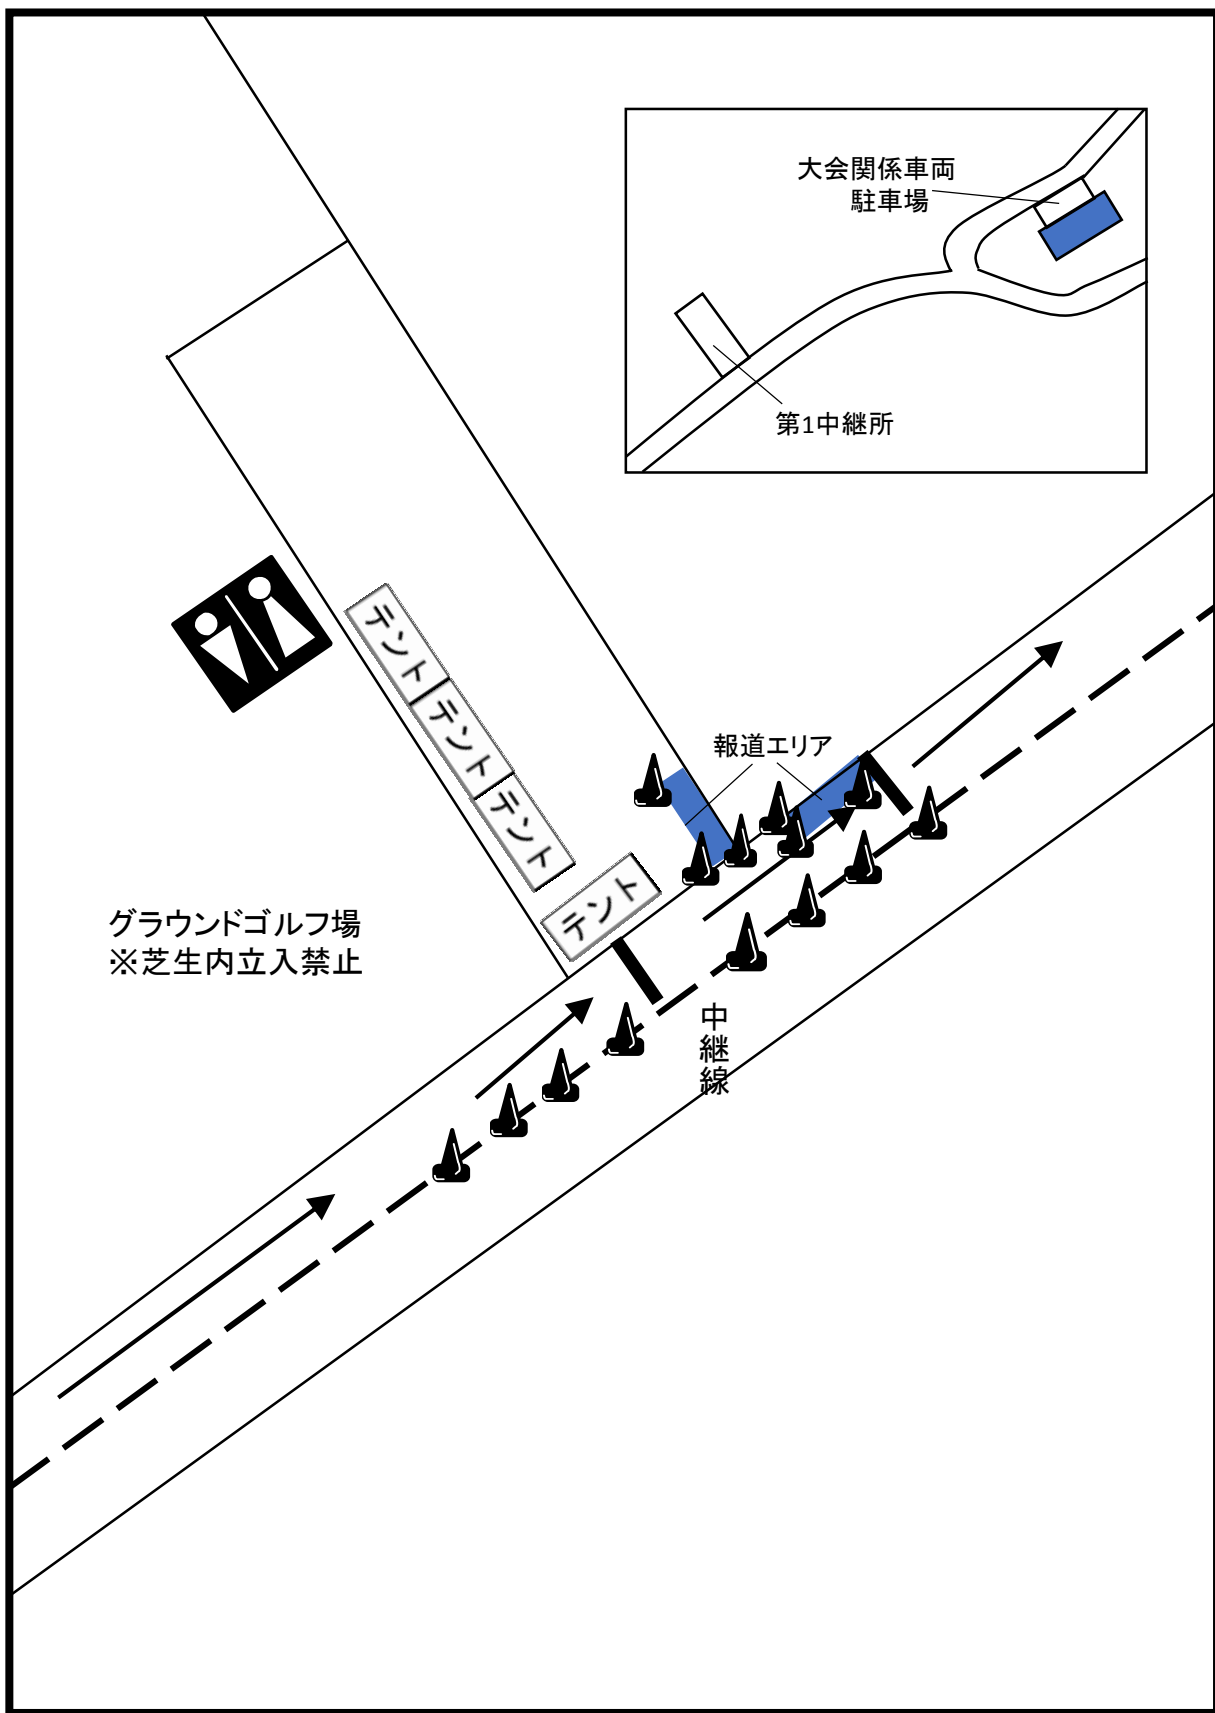 大会関係車両
駐車場
第1中継所
テント
テント
テント
報道エリア
テント
グラウンドゴルフ場
※芝生内立入禁止
中継線